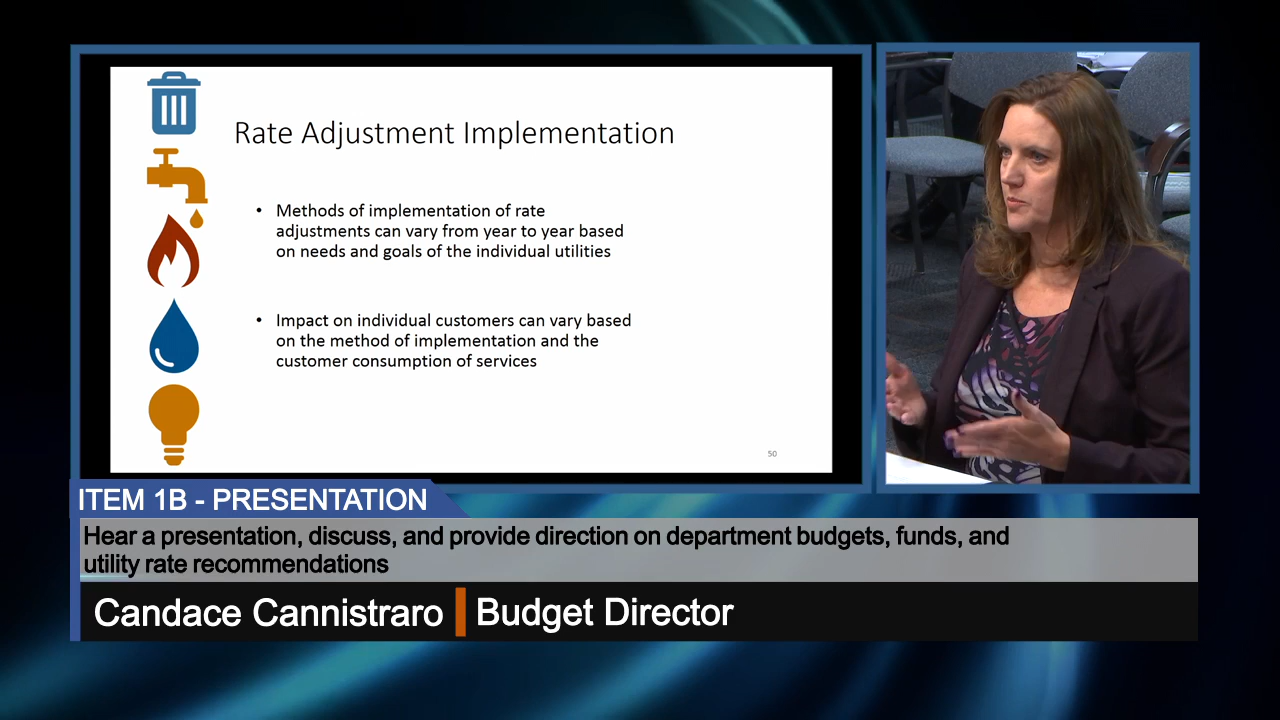 Rate Adjustment Implementation
• Methods of implementation of rate
adjustments can vary from year to year based
on needs and goals of the individual utilities
• Impact on individual customers can vary based
on the method of implementation and the
customer consumption of services
50
ITEM 1B - PRESENTATION
Hear a presentation, discuss, and provide direction on department budgets, funds, and
utility rate recommendations
Candace Cannistraro Budget Director